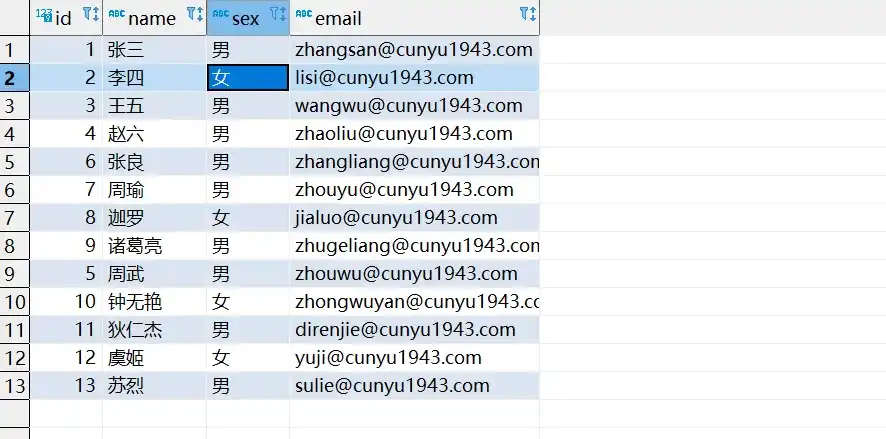 123 id ABC name ABC sex ABC email
1 1 张三 男 zhangsan@cunyu1943.com
2 2 李四 女 lisi@cunyu1943.com
3 3 王五 男 wangwu@cunyu1943.com
4 4 赵六 男 zhaoliu@cunyu1943.com
5 6 张良 男 zhangliang@cunyu1943.con
6 7 周瑜 男 zhouyu@cunyu1943.com
7 8 迦罗 女 jialuo@cunyu1943.com
8 9 诸葛亮 男 zhugeliang@cunyu1943.con
9 5 周武 男 zhouwu@cunyu1943.com
10 10 钟无艳 女 zhongwuyan@cunyu1943.cc
11 11 狄仁杰 男 direnjie@cunyu1943.com
12 12 虞姬 女 yuji@cunyu1943.com
13 13 苏烈 男 sulie@cunyu1943.com